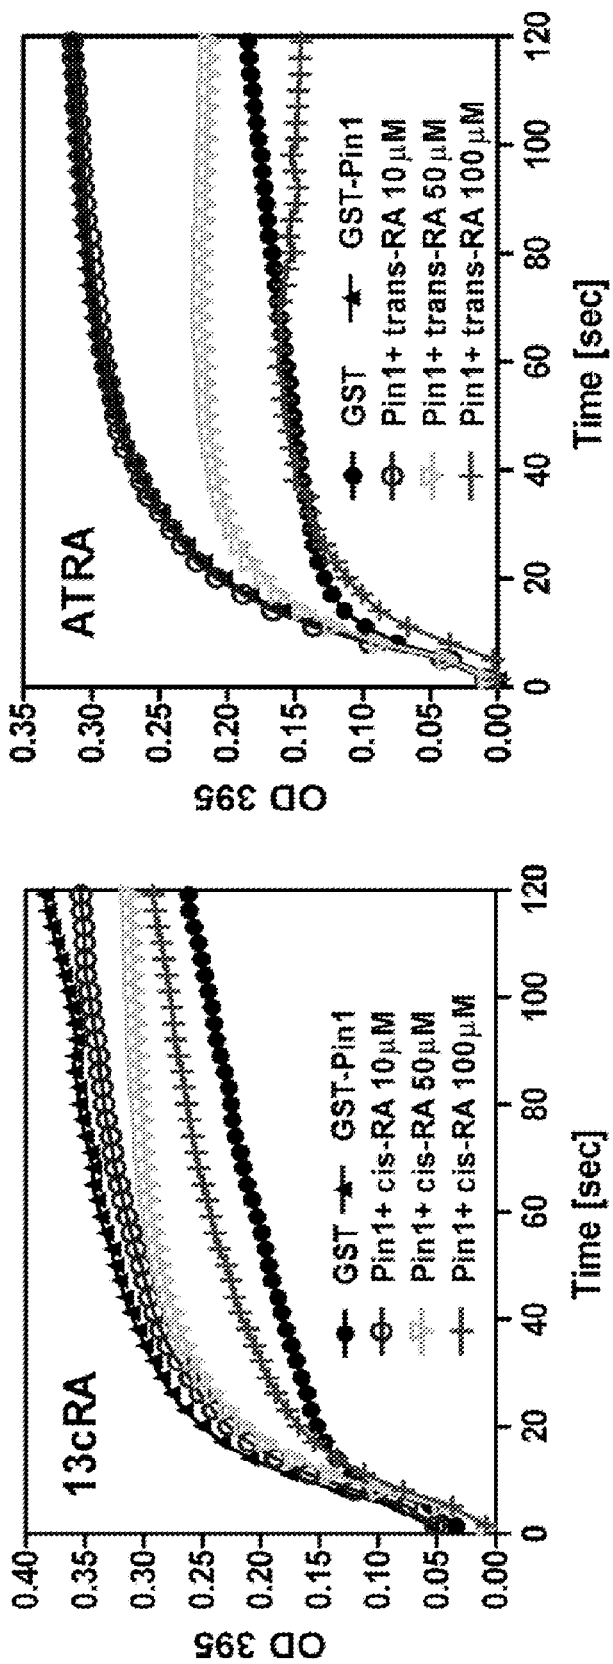 13cRA
OD 395
0.40
0.35
0.30
0.25
0.20
0.15
0.10
0.05
0.00
0 20 40 60 80 100 120
Time [sec]
GST GST-Pin1
Pin1+ cis-RA 10μM
Pin1+ cis-RA 50μM
Pin1+ cis-RA 100μM
ATRA
OD 395
0.35
0.30
0.25
0.20
0.15
0.10
0.05
0.00
0 20 40 60 80 100 120
Time [sec]
GST GST-Pin1
Pin1+ trans-RA 10μM
Pin1+ trans-RA 50μM
Pin1+ trans-RA 100μM